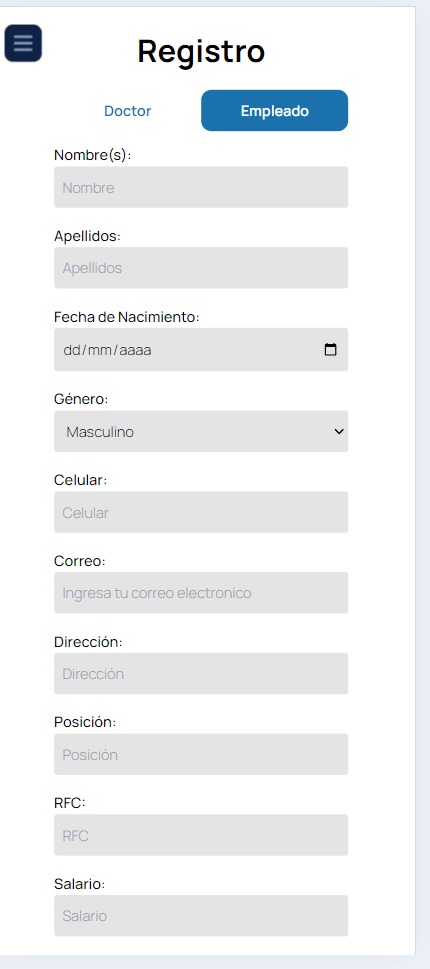 Registro
Doctor Empleado
Nombre(s):
Nombre
Apellidos:
Apellidos
Fecha de Nacimiento:
dd/mm/aaaa
Género:
Masculino
Celular:
Celular
Correo:
Ingresa tu correo electronico
Dirección:
Dirección
Posición:
Posición
RFC:
RFC
Salario:
Salario